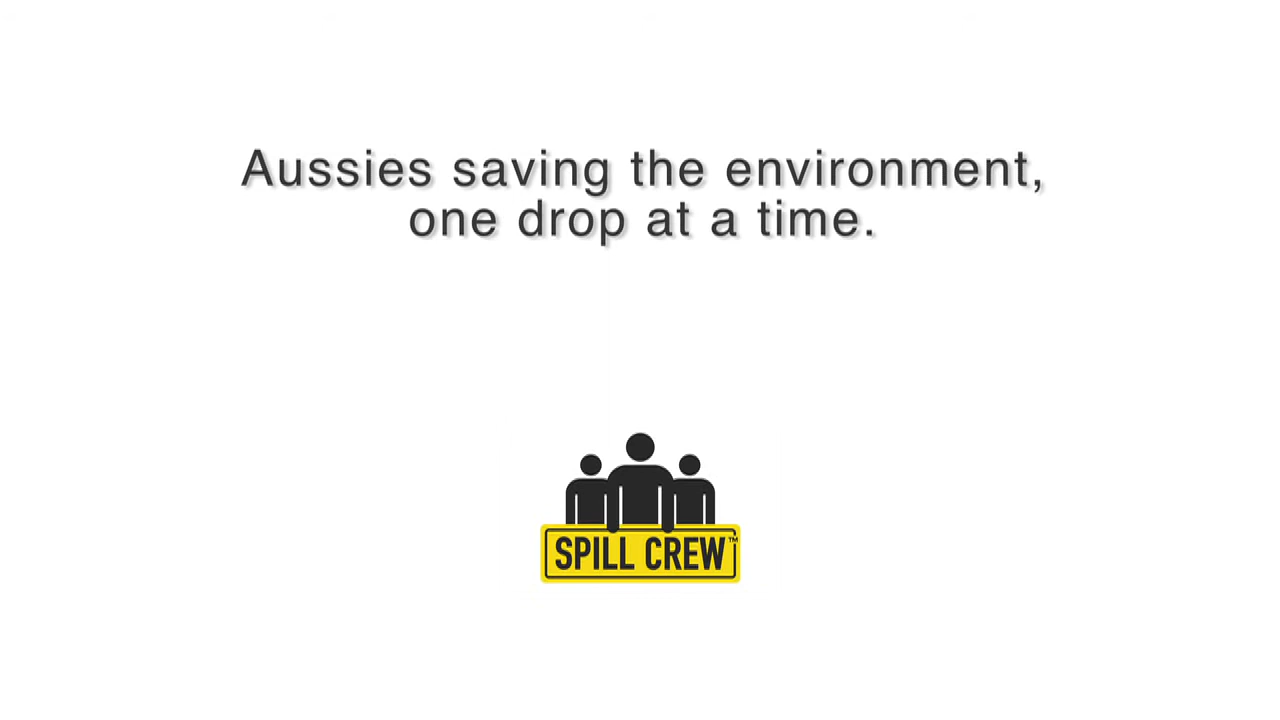 Aussies saving the environment,
one drop at a time.
SPILL CREW™